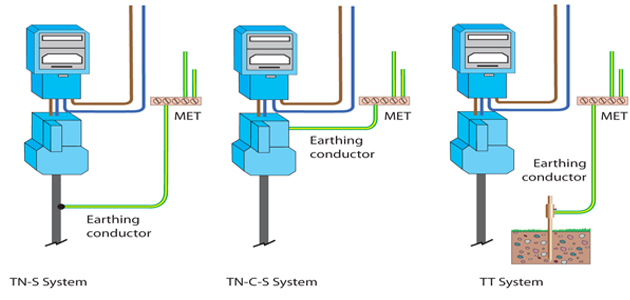 MET
Earthing
conductor
TN-S System
MET
Earthing
conductor
TN-C-S System
MET
Earthing
conductor
TT System